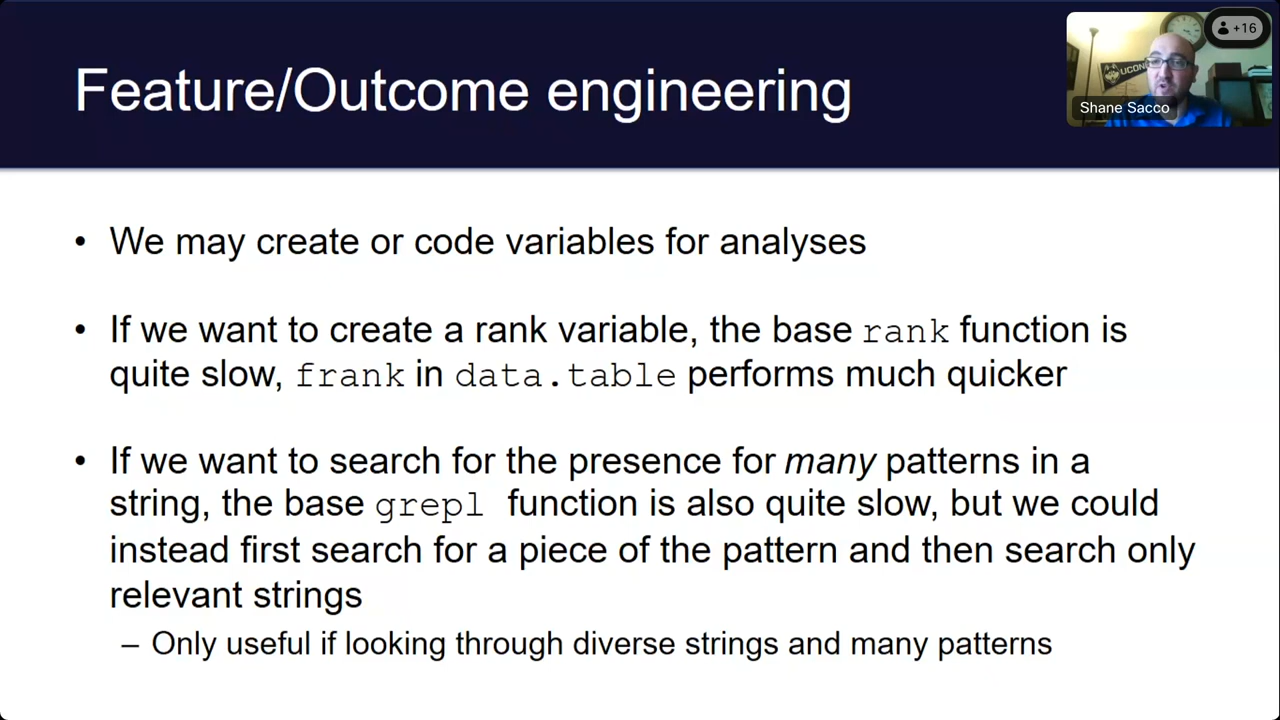 Feature/Outcome engineering
+16
UCON
Shane Sacco
• We may create or code variables for analyses
• If we want to create a rank variable, the base rank function is
quite slow, frank in data.table performs much quicker
• If we want to search for the presence for many patterns in a
string, the base grepl function is also quite slow, but we could
instead first search for a piece of the pattern and then search only
relevant strings
– Only useful if looking through diverse strings and many patterns